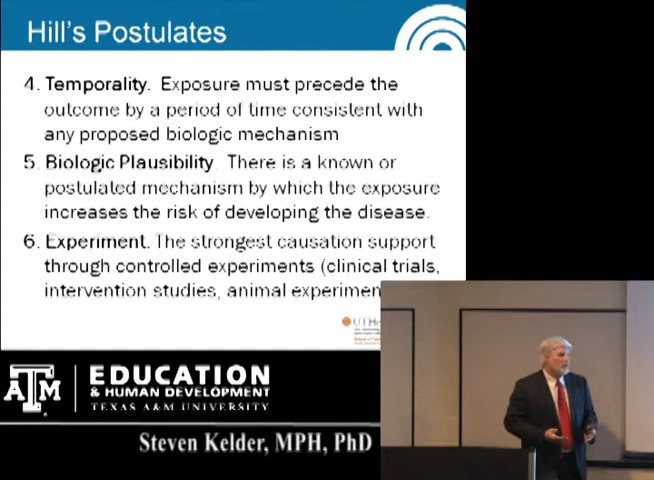 Hill's Postulates
4. Temporality. Exposure must precede the
outcome by a period of time consistent with
any proposed biologic mechanism
5. Biologic Plausibility. There is a known or
postulated mechanism by which the exposure
increases the risk of developing the disease.
6. Experiment. The strongest causation support
through controlled experiments (clinical trials,
intervention studies, animal experimen
UTHe
ATM
EDUCATION
& HUMAN DEVELOPMENT
TEXAS A&M UNIVERSITY
Steven Kelder, MPH, PhD